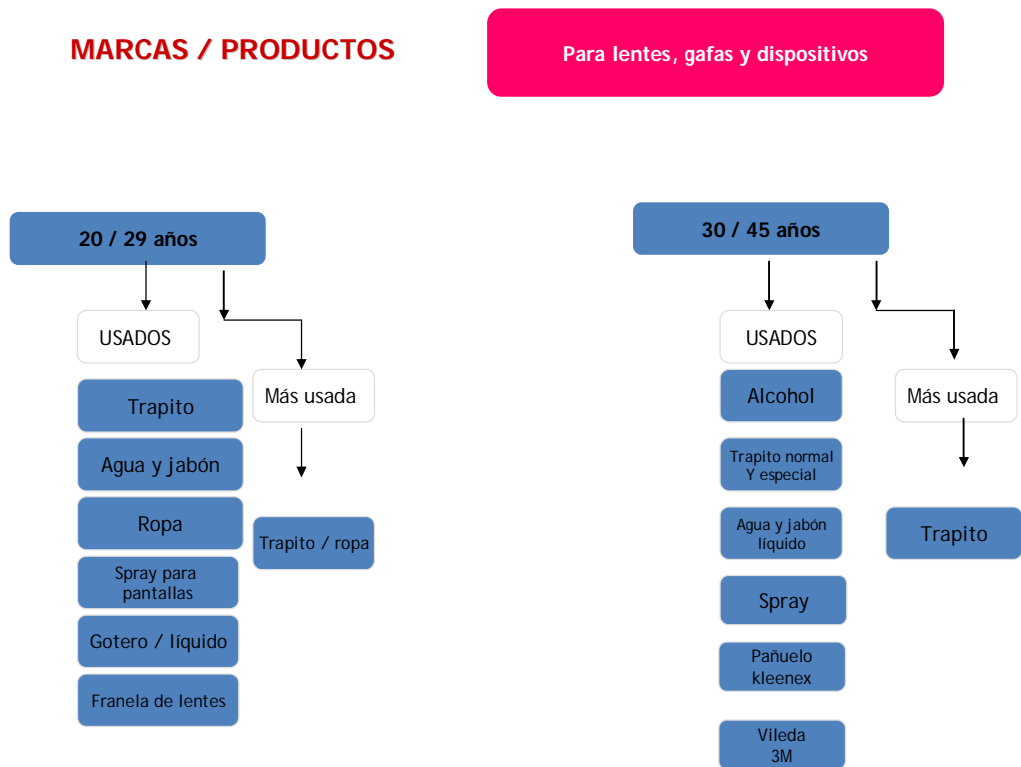 MARCAS / PRODUCTOS
Para lentes, gafas y dispositivos
20 / 29 años
USADOS
Trapito
Agua y jabón
Ropa
Spray para
pantallas
Gotero / líquido
Franela de lentes
Más usada
Trapito / ropa
30 / 45 años
USADOS
Alcohol
Trapito normal
Y especial
Agua y jabón
líquido
Spray
Pañuelo
kleenex
Vileda
3M
Más usada
Trapito